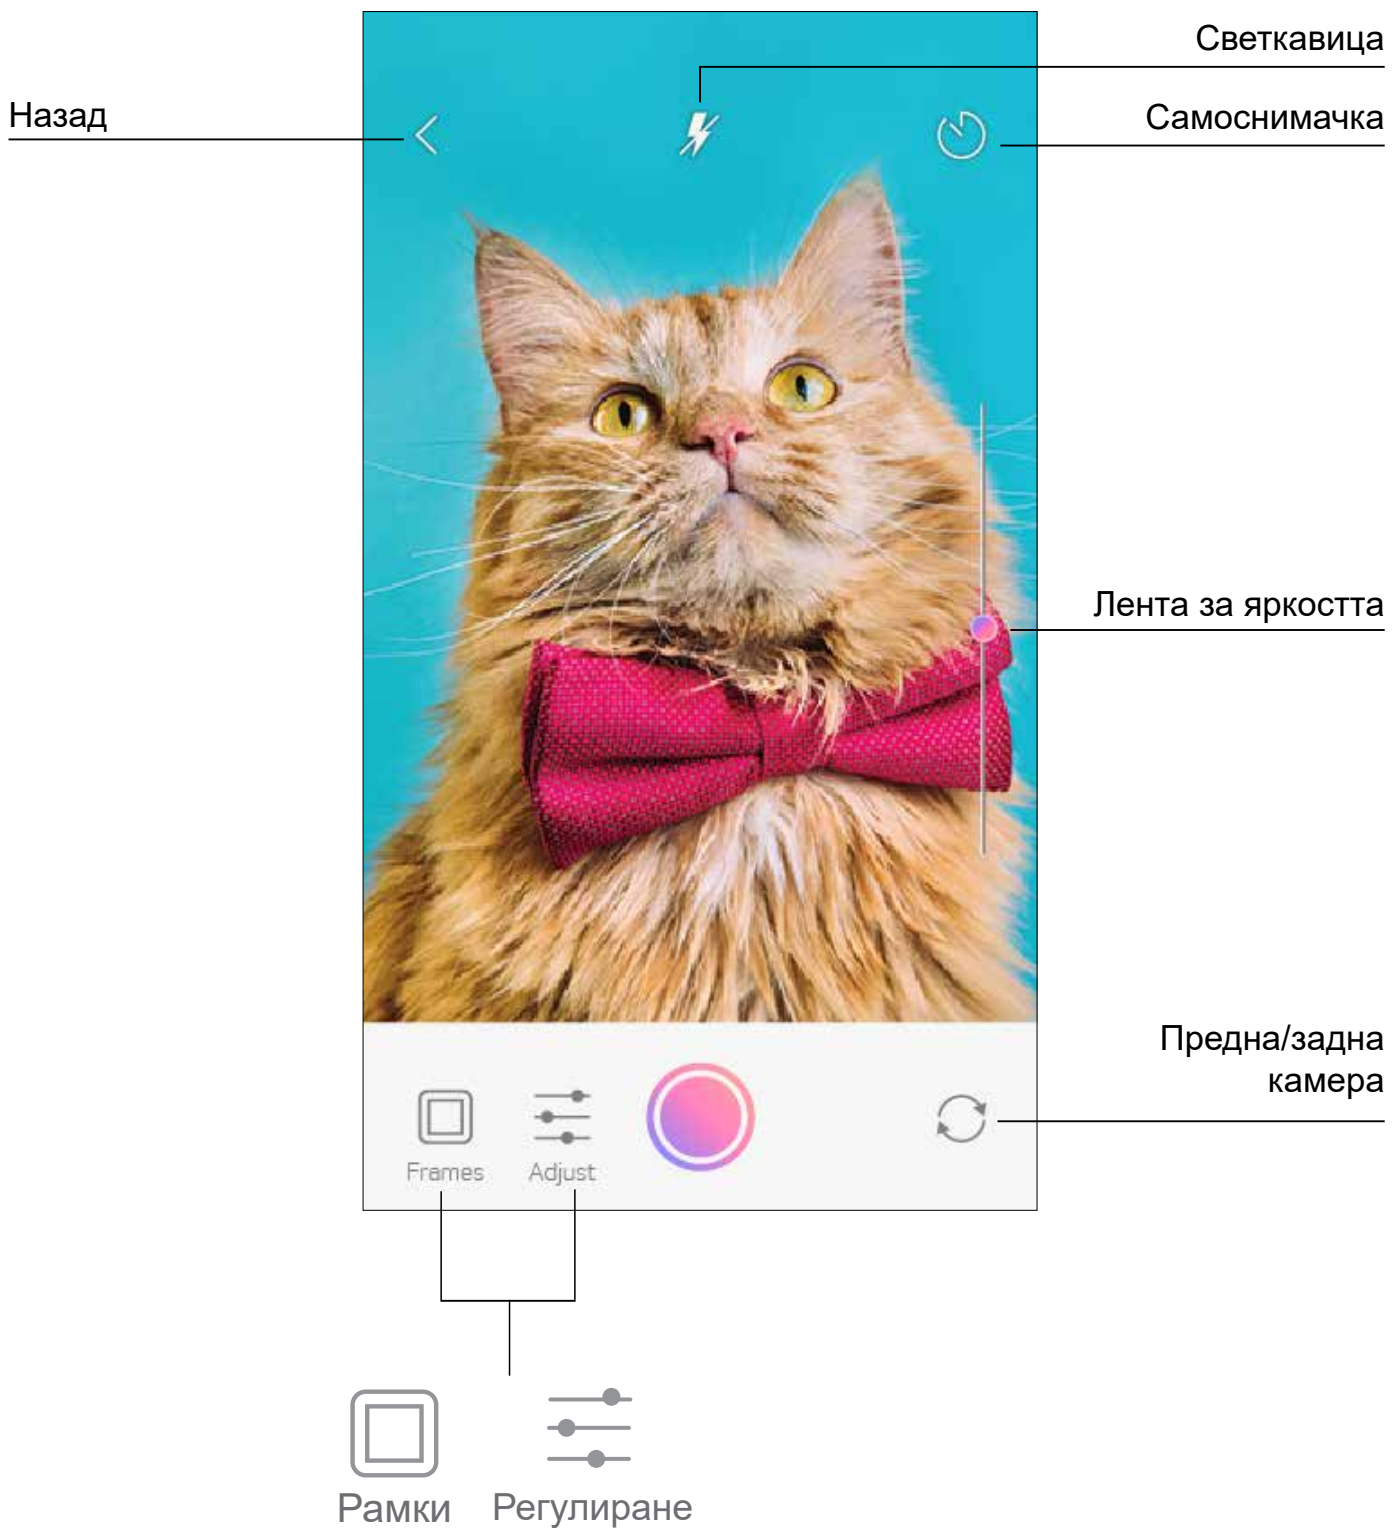 Светкавица
Назад
Самоснимачка
Лента за яркостта
Предна/задна
камера
Frames
Adjust
Рамки
Регулиране